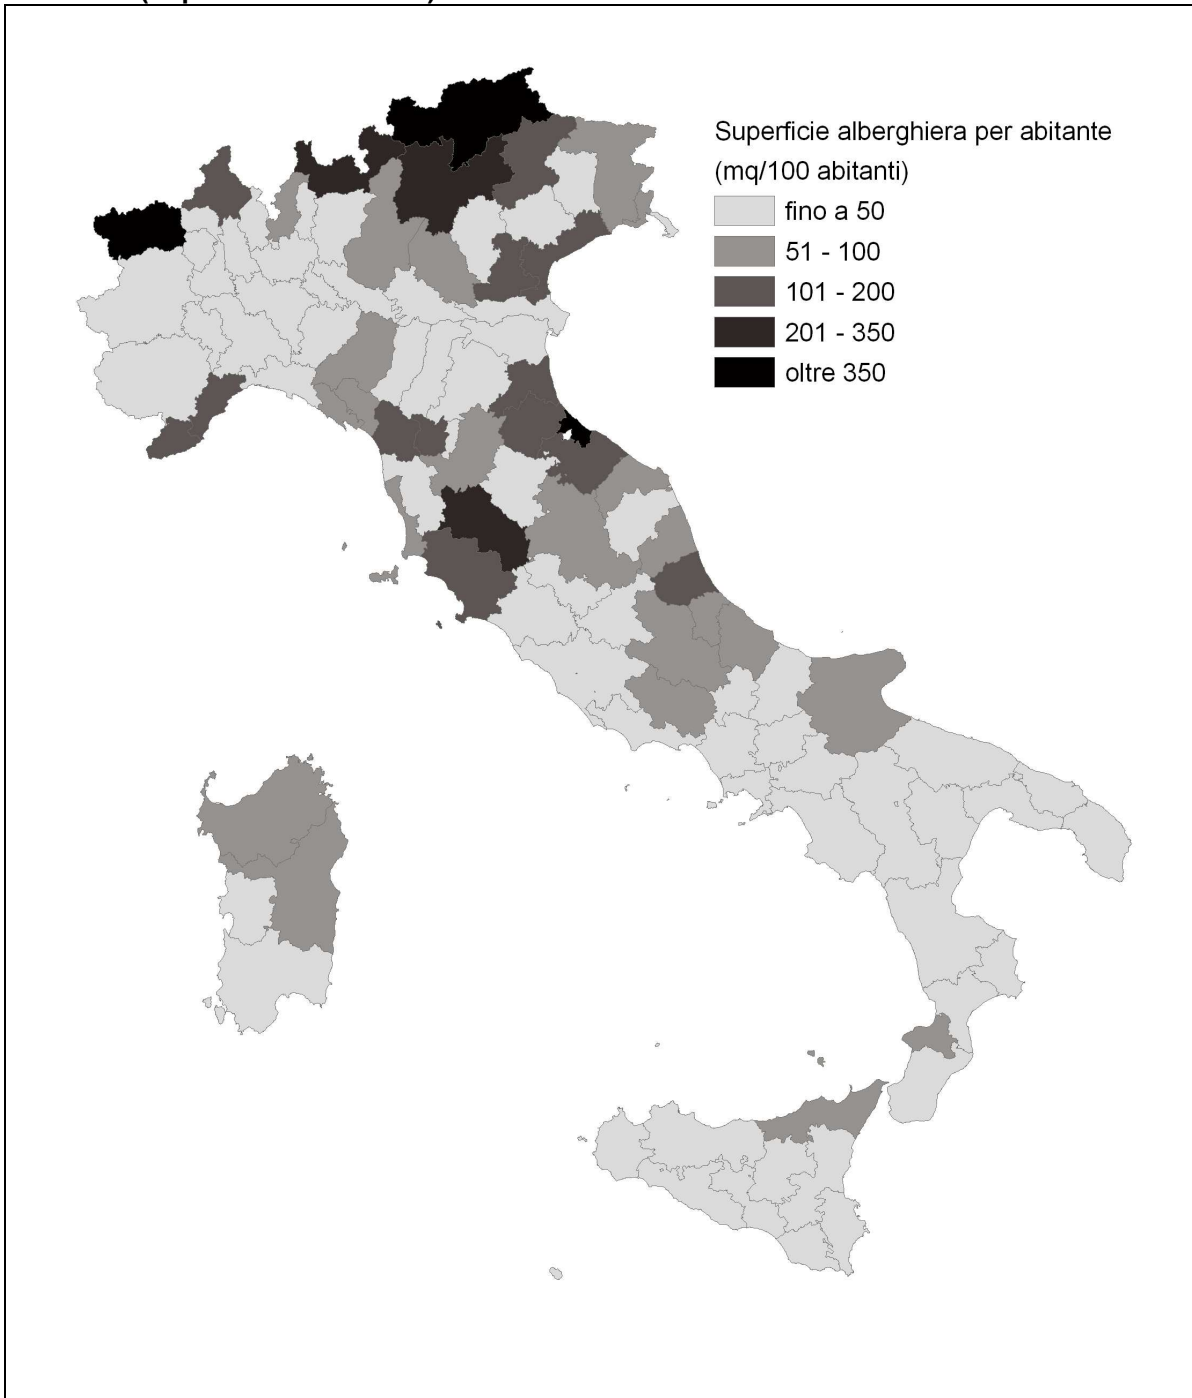 Superficie alberghiera per abitante
(mq/100 abitanti)
fino a 50
51 - 100
101 - 200
201 - 350
oltre 350